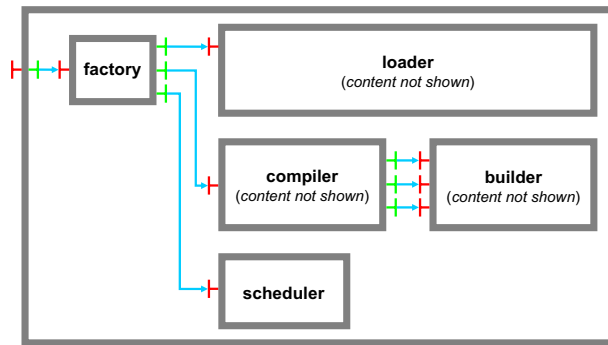 loader
(content not shown)
factory
compiler
(content not shown)
builder
(content not shown)
scheduler